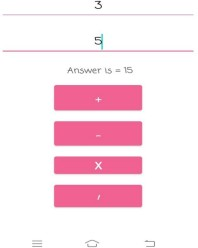 3
5
Answer is = 15
+
-
X
/